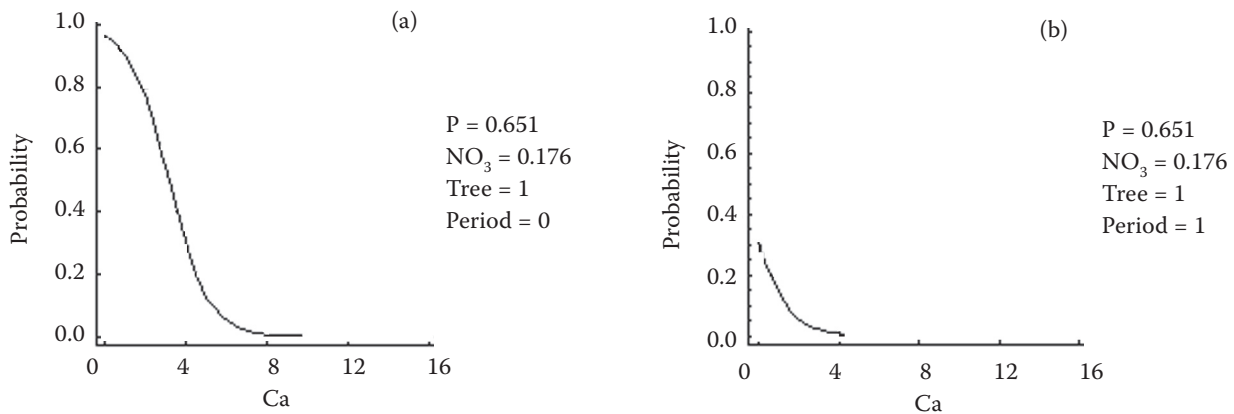 (a)
1.0
0.8
0.6
0.4
0.2
0.0
Probability
0 4 8 12 16
Ca
P = 0.651
NO₃ = 0.176
Tree = 1
Period = 0
(b)
1.0
0.8
0.6
0.4
0.2
0.0
Probability
0 4 8 12 16
Ca
P = 0.651
NO₃ = 0.176
Tree = 1
Period = 1